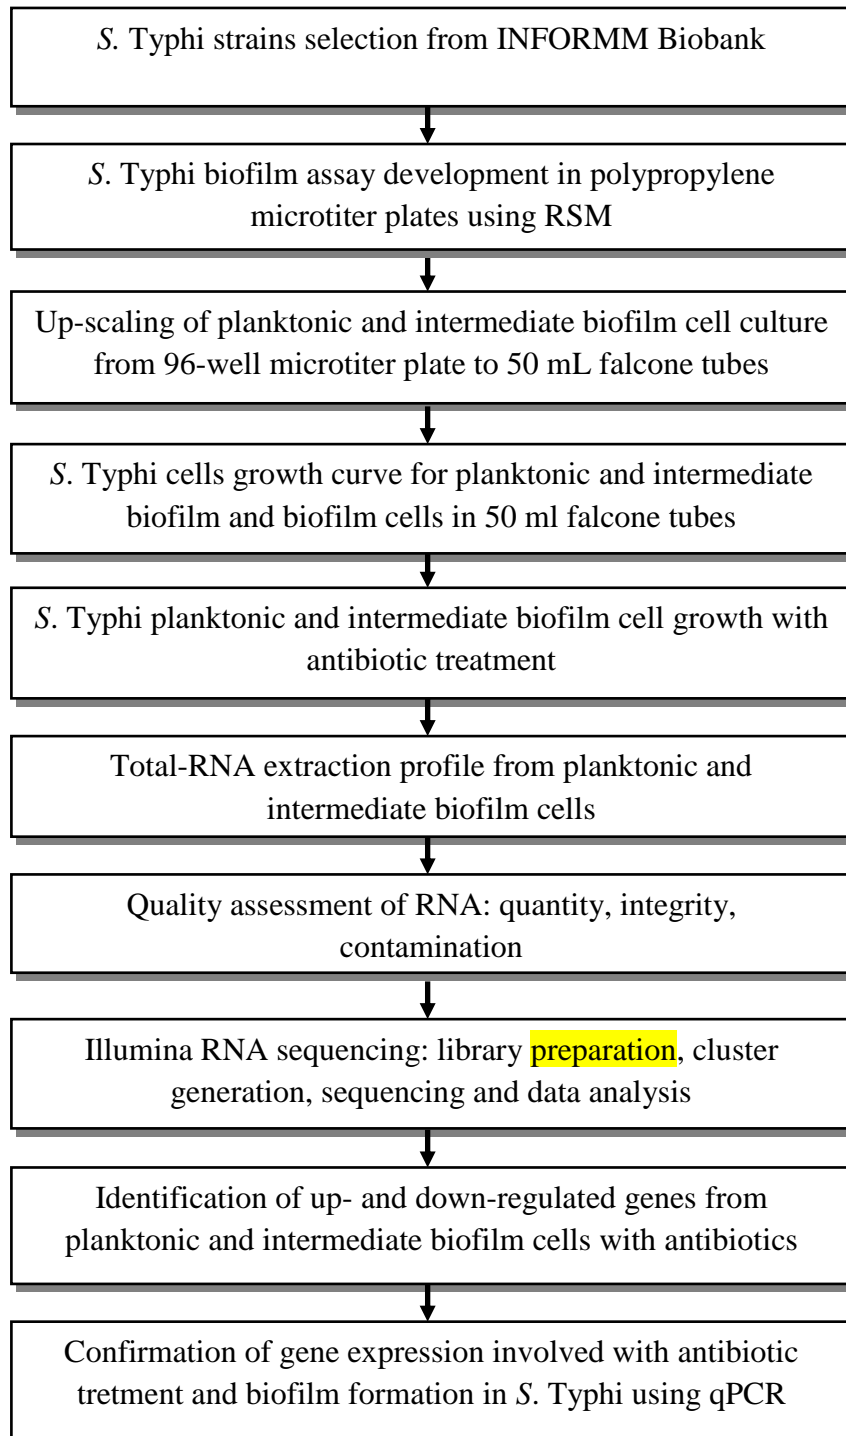 S. Typhi strains selection from INFORMM Biobank
S. Typhi biofilm assay development in polypropylene
microtiter plates using RSM
Up-scaling of planktonic and intermediate biofilm cell culture
from 96-well microtiter plate to 50 mL falcone tubes
S. Typhi cells growth curve for planktonic and intermediate
biofilm and biofilm cells in 50 ml falcone tubes
S. Typhi planktonic and intermediate biofilm cell growth with
antibiotic treatment
Total-RNA extraction profile from planktonic and
intermediate biofilm cells
Quality assessment of RNA: quantity, integrity,
contamination
Illumina RNA sequencing: library preparation, cluster
generation, sequencing and data analysis
Identification of up- and down-regulated genes from
planktonic and intermediate biofilm cells with antibiotics
Confirmation of gene expression involved with antibiotic
tretment and biofilm formation in S. Typhi using qPCR